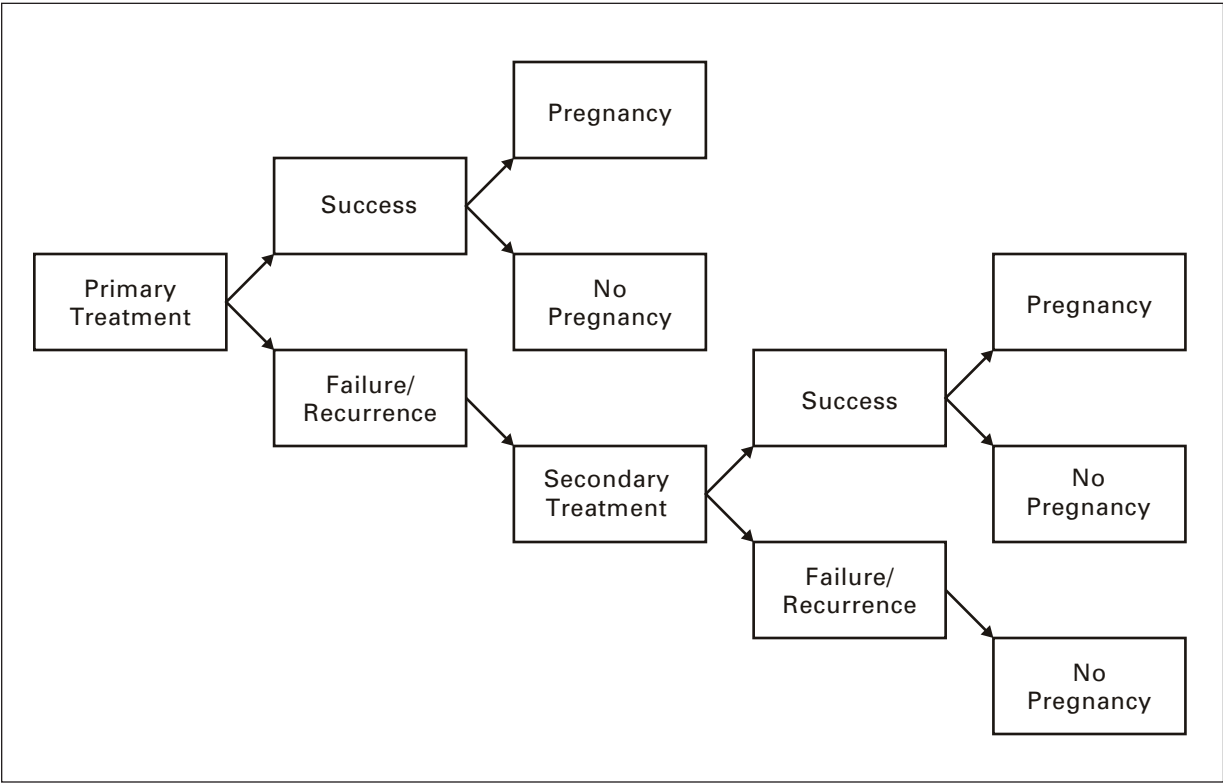 Pregnancy
Success
No
Pregnancy
Primary
Treatment
Pregnancy
Failure/
Recurrence
Success
Secondary
Treatment
No
Pregnancy
Failure/
Recurrence
No
Pregnancy